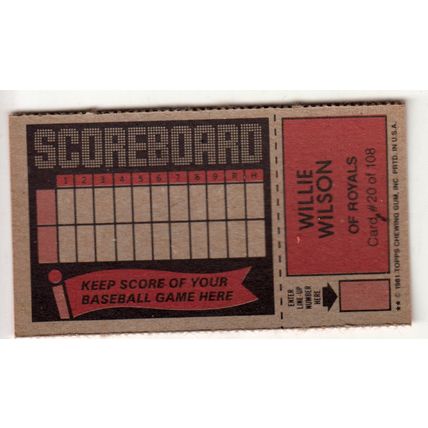 SCOREBOARD
1 2 3 4 5 6 7 8 9 R H
KEEP SCORE OF YOUR
BASEBALL GAME HERE
WILLIE
WILSON
OF ROYALS
Card #20 of 108
ENTER
LINE-UP
NUMBER
HERE
** © 1981 TOPPS CHEWING GUM, INC. PRTD. IN U.S.A.